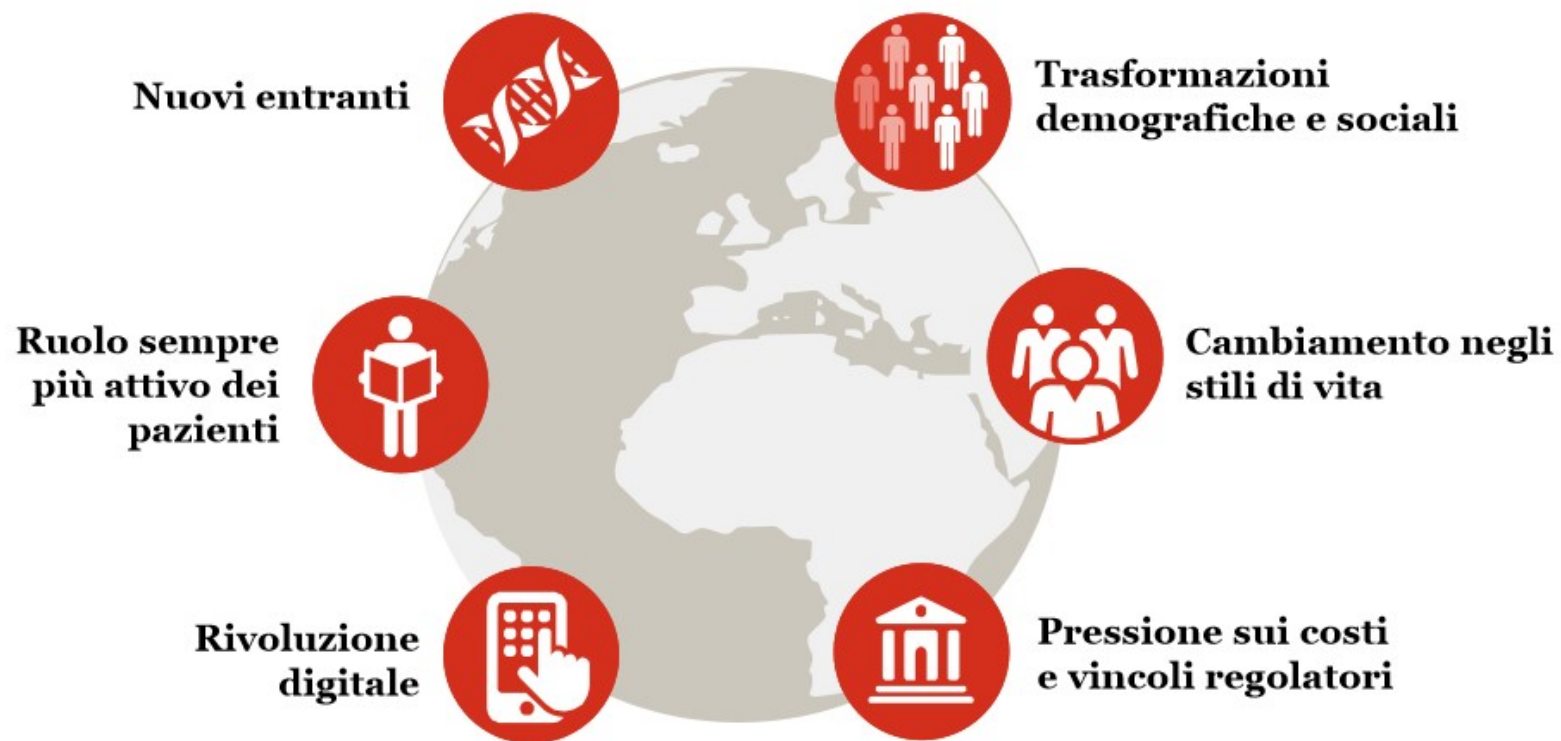 Nuovi entranti
Trasformazioni
demografiche e sociali
Ruolo sempre
più attivo dei
pazienti
Cambiamento negli
stili di vita
Rivoluzione
digitale
Pressione sui costi
e vincoli regolatori